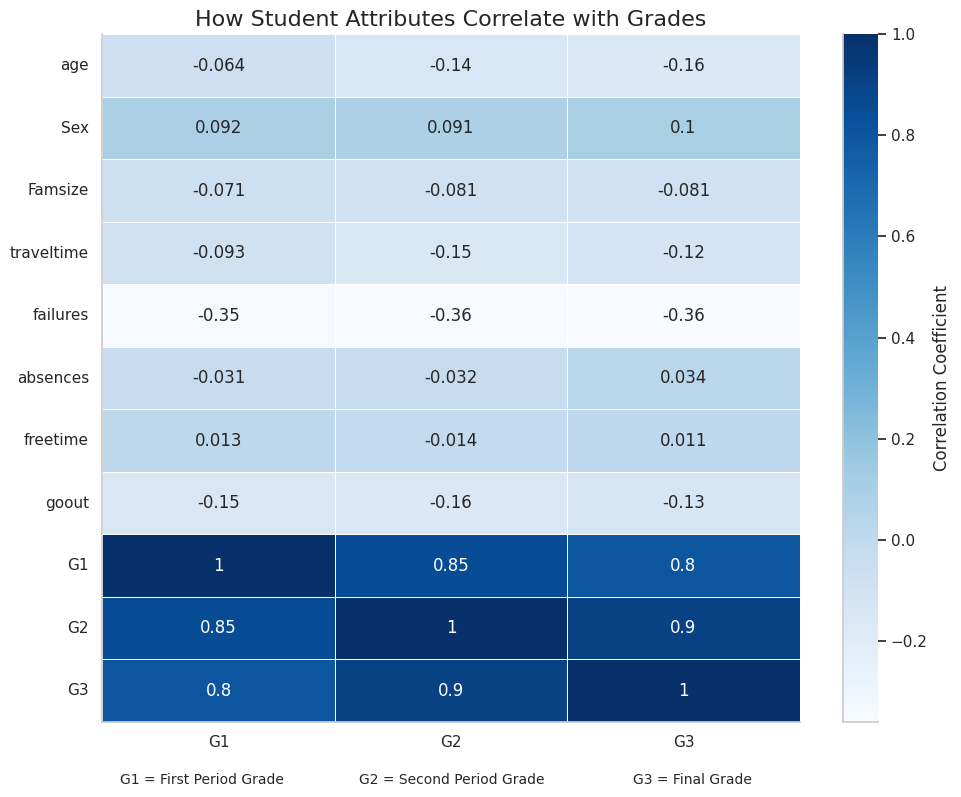 How Student Attributes Correlate with Grades
age -0.064 -0.14 -0.16
Sex 0.092 0.091 0.1
Famsize -0.071 -0.081 -0.081
traveltime -0.093 -0.15 -0.12
failures -0.35 -0.36 -0.36
absences -0.031 -0.032 0.034
freetime 0.013 -0.014 0.011
goout -0.15 -0.16 -0.13
G1 1 0.85 0.8
G2 0.85 1 0.9
G3 0.8 0.9 1
G1 G2 G3
G1 = First Period Grade G2 = Second Period Grade G3 = Final Grade
1.0
0.8
0.6
0.4
0.2
0.0
−0.2
Correlation Coefficient